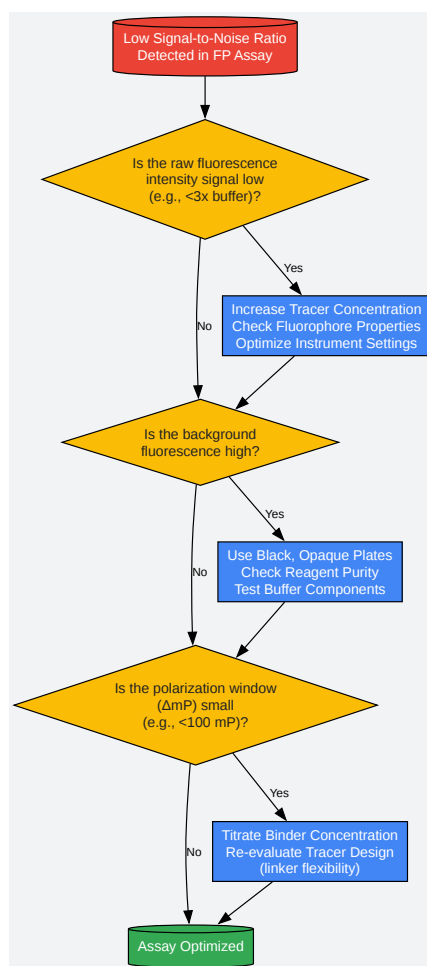 Low Signal-to-Noise Ratio
Detected in FP Assay
Is the raw fluorescence
intensity signal low
(e.g., <3x buffer)?
Yes
Increase Tracer Concentration
Check Fluorophore Properties
Optimize Instrument Settings
No
Is the background
fluorescence high?
Yes
Use Black, Opaque Plates
Check Reagent Purity
Test Buffer Components
No
Is the polarization window
(ΔmP) small
(e.g., <100 mP)?
Yes
Titrate Binder Concentration
Re-evaluate Tracer Design
(linker flexibility)
No
Assay Optimized